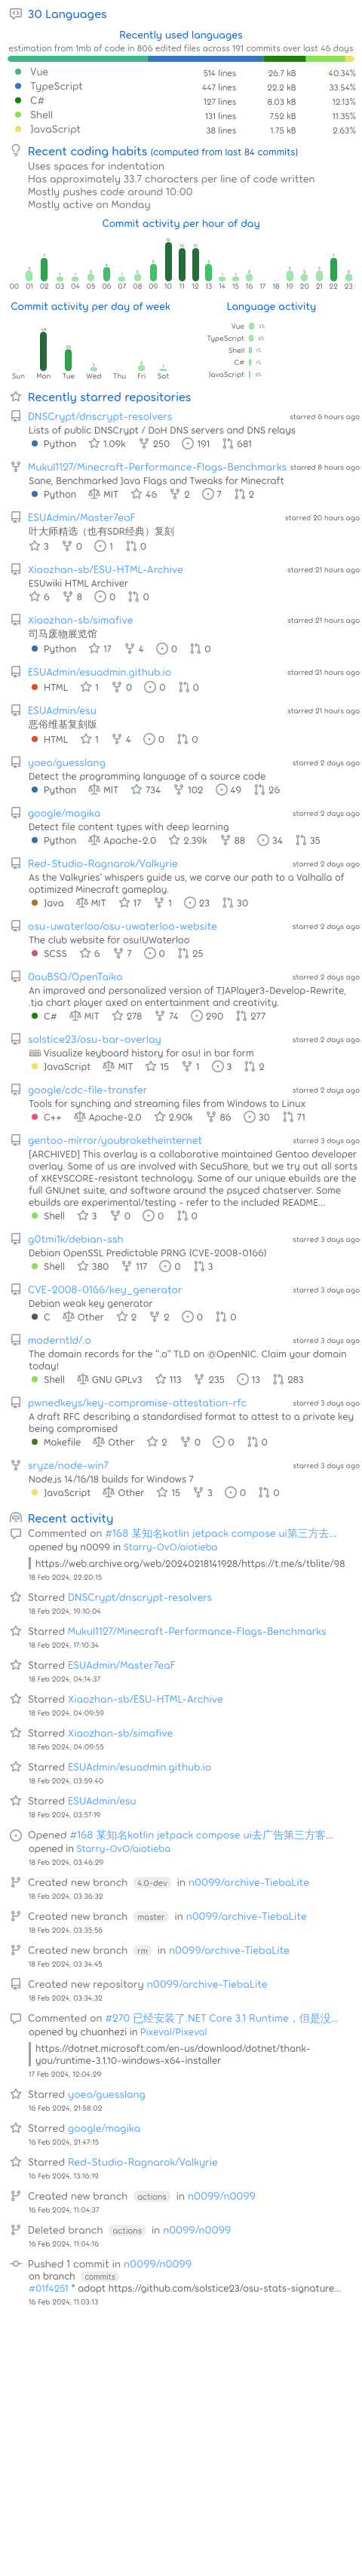 30 Languages
Recently used languages
estimation from 1mb of code in 806 edited files across 191 commits over last 46 days
Vue 514 lines 26.7 kB 40.34%
TypeScript 447 lines 22.2 kB 33.54%
C# 127 lines 8.03 kB 12.13%
Shell 131 lines 7.52 kB 11.35%
JavaScript 38 lines 1.75 kB 2.63%
Recent coding habits (computed from last 84 commits)
Uses spaces for indentation
Has approximately 33.7 characters per line of code written
Mostly pushes code around 10:00
Mostly active on Monday
Commit activity per hour of day
00 01 02 03 04 05 06 07 08 09 10 11 12 13 14 15 16 17 18 19 20 21 22 23
Commit activity per day of week
Language activity
Vue
TypeScript
Shell
C#
JavaScript
Sun Mon Tue Wed Thu Fri Sat
Recently starred repositories
DNSCrypt/dnscrypt-resolvers starred 6 hours ago
Lists of public DNSCrypt / DoH DNS servers and DNS relays
Python 1.09k 250 191 681
Mukul1127/Minecraft-Performance-Flags-Benchmarks starred 8 hours ago
Sane, Benchmarked Java Flags and Tweaks for Minecraft
Python MIT 46 2 7 2
ESUAdmin/Master7eaF starred 20 hours ago
叶大师精选（也有SDR经典）复刻
3 0 1 0
Xiaozhan-sb/ESU-HTML-Archive starred 21 hours ago
ESUwiki HTML Archiver
6 8 0 0
Xiaozhan-sb/simafive starred 21 hours ago
司马废物展览馆
Python 17 4 0 0
ESUAdmin/esuadmin.github.io starred 21 hours ago
HTML 1 0 0 0
ESUAdmin/esu starred 21 hours ago
恶俗维基复刻版
HTML 1 4 0 0
yoeo/guesslang starred 2 days ago
Detect the programming language of a source code
Python MIT 734 102 49 26
google/magika starred 2 days ago
Detect file content types with deep learning
Python Apache-2.0 2.39k 88 34 35
Red-Studio-Ragnarok/Valkyrie starred 2 days ago
As the Valkyries' whispers guide us, we carve our path to a Valhalla of
optimized Minecraft gameplay.
Java MIT 17 1 23 30
osu-uwaterloo/osu-uwaterloo-website starred 2 days ago
The club website for osu!UWaterloo
SCSS 6 7 0 25
0auBSQ/OpenTaiko starred 2 days ago
An improved and personalized version of TJAPlayer3-Develop-Rewrite,
.tja chart player axed on entertainment and creativity.
C# MIT 278 74 290 277
solstice23/osu-bar-overlay starred 2 days ago
⌨ Visualize keyboard history for osu! in bar form
JavaScript MIT 15 1 3 2
google/cdc-file-transfer starred 2 days ago
Tools for synching and streaming files from Windows to Linux
C++ Apache-2.0 2.90k 86 30 71
gentoo-mirror/youbroketheinternet starred 3 days ago
[ARCHIVED] This overlay is a collaborative maintained Gentoo developer
overlay. Some of us are involved with SecuShare, but we try out all sorts
of XKEYSCORE-resistant technology. Some of our unique ebuilds are the
full GNUnet suite, and software around the psyced chatserver. Some
ebuilds are experimental/testing - refer to the included README...
Shell 3 0 0 0
g0tmi1k/debian-ssh starred 3 days ago
Debian OpenSSL Predictable PRNG (CVE-2008-0166)
Shell 380 117 0 3
CVE-2008-0166/key_generator starred 3 days ago
Debian weak key generator
C Other 2 2 0 0
moderntld/.o starred 3 days ago
The domain records for the ".o" TLD on @OpenNIC. Claim your domain
today!
Shell GNU GPLv3 113 235 13 283
pwnedkeys/key-compromise-attestation-rfc starred 3 days ago
A draft RFC describing a standardised format to attest to a private key
being compromised
Makefile Other 2 0 0 0
sryze/node-win7 starred 3 days ago
Node.js 14/16/18 builds for Windows 7
JavaScript Other 15 3 0 0
Recent activity
Commented on #168 某知名kotlin jetpack compose ui第三方去...
opened by n0099 in Starry-OvO/aiotieba
https://web.archive.org/web/20240218141928/https://t.me/s/tblite/98
18 Feb 2024, 22:20:15
Starred DNSCrypt/dnscrypt-resolvers
18 Feb 2024, 19:10:04
Starred Mukul1127/Minecraft-Performance-Flags-Benchmarks
18 Feb 2024, 17:10:34
Starred ESUAdmin/Master7eaF
18 Feb 2024, 04:14:37
Starred Xiaozhan-sb/ESU-HTML-Archive
18 Feb 2024, 04:09:59
Starred Xiaozhan-sb/simafive
18 Feb 2024, 04:09:55
Starred ESUAdmin/esuadmin.github.io
18 Feb 2024, 03:59:40
Starred ESUAdmin/esu
18 Feb 2024, 03:57:19
Opened #168 某知名kotlin jetpack compose ui去广告第三方客...
opened in Starry-OvO/aiotieba
18 Feb 2024, 03:46:29
Created new branch 4.0-dev in n0099/archive-TiebaLite
18 Feb 2024, 03:36:32
Created new branch master in n0099/archive-TiebaLite
18 Feb 2024, 03:35:56
Created new branch rm in n0099/archive-TiebaLite
18 Feb 2024, 03:34:45
Created new repository n0099/archive-TiebaLite
18 Feb 2024, 03:34:32
Commented on #270 已经安装了.NET Core 3.1 Runtime，但是没...
opened by chuanhezi in Pixeval/Pixeval
https://dotnet.microsoft.com/en-us/download/dotnet/thank-
you/runtime-3.1.10-windows-x64-installer
17 Feb 2024, 12:04:29
Starred yoeo/guesslang
16 Feb 2024, 21:58:02
Starred google/magika
16 Feb 2024, 21:47:15
Starred Red-Studio-Ragnarok/Valkyrie
16 Feb 2024, 13:16:19
Created new branch actions in n0099/n0099
16 Feb 2024, 11:04:37
Deleted branch actions in n0099/n0099
16 Feb 2024, 11:04:16
Pushed 1 commit in n0099/n0099
on branch commits
#01f4251 * adopt https://github.com/solstice23/osu-stats-signature...
16 Feb 2024, 11:03:13